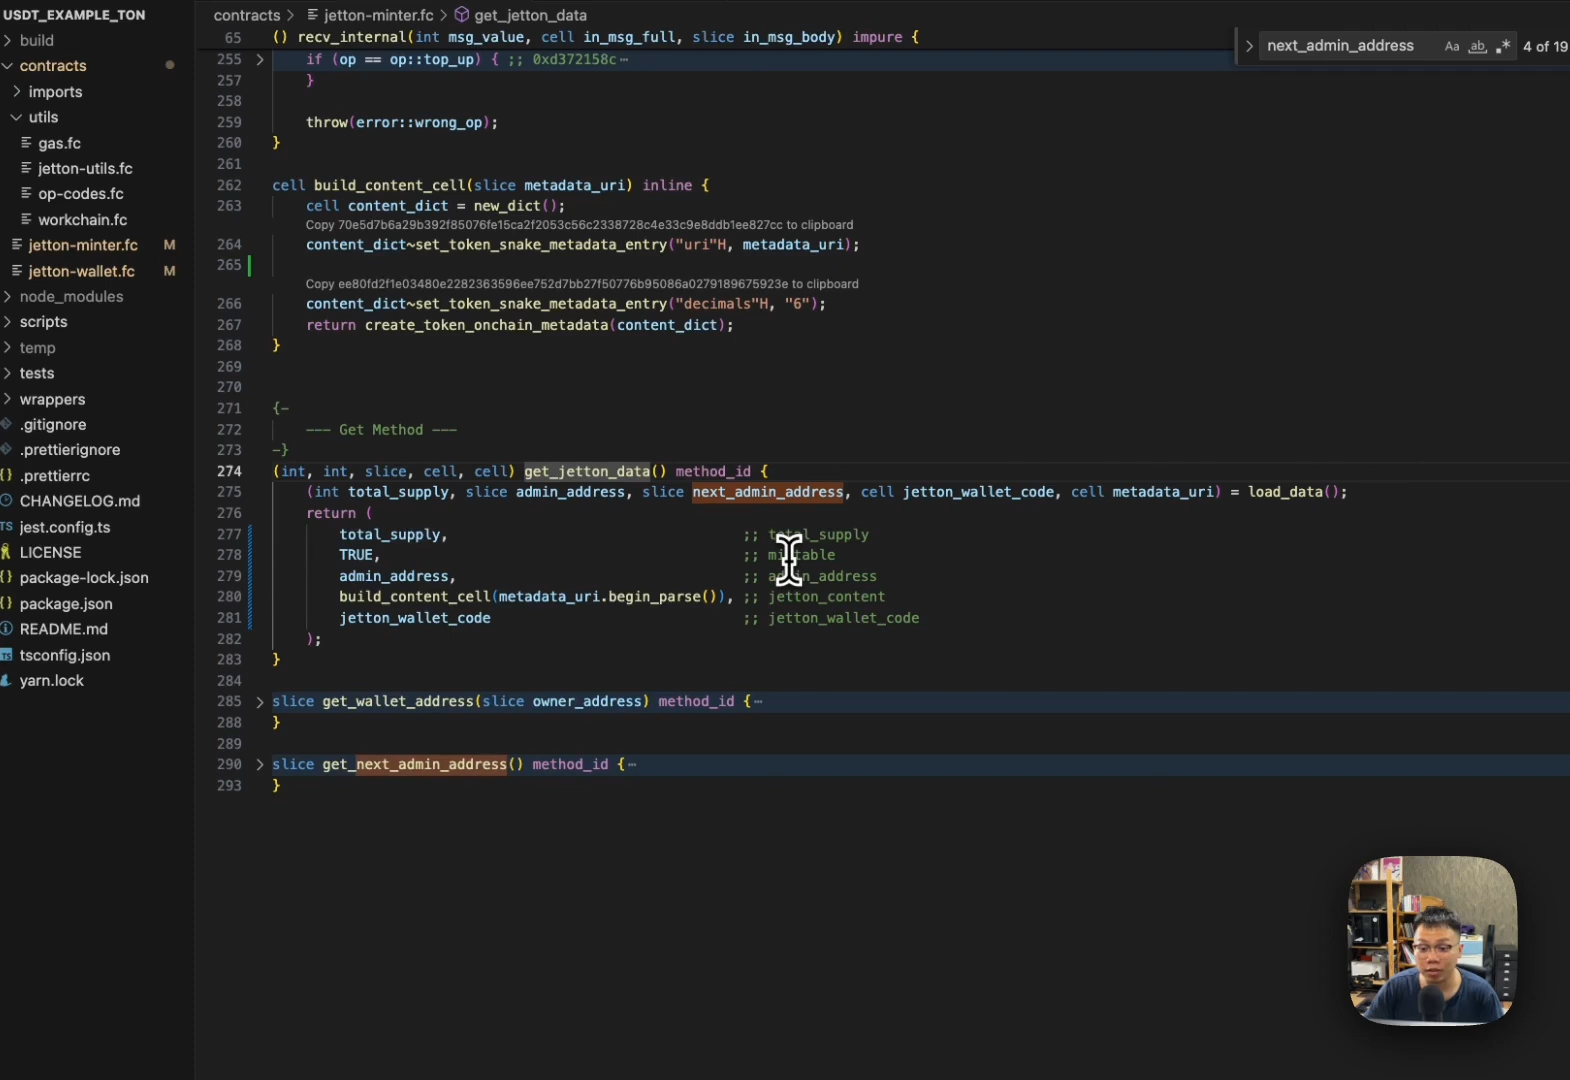 USDT_EXAMPLE_TON
build
contracts
imports
utils
gas.fc
jetton-utils.fc
op-codes.fc
workchain.fc
jetton-minter.fc M
jetton-wallet.fc M
node_modules
scripts
temp
tests
wrappers
.gitignore
.prettierignore
{} .prettierrc
CHANGELOG.md
TS jest.config.ts
LICENSE
{} package-lock.json
{} package.json
README.md
TS tsconfig.json
yarn.lock
contracts > jetton-minter.fc > get_jetton_data
next_admin_address Aa ab .* 4 of 19
65 () recv_internal(int msg_value, cell in_msg_full, slice in_msg_body) impure {
255 if (op == op::top_up) { ;; 0xd372158c⋯
257 }
258
259 throw(error::wrong_op);
260 }
261
262 cell build_content_cell(slice metadata_uri) inline {
263 cell content_dict = new_dict();
Copy 70e5d7b6a29b392f85076fe15ca2f2053c56c2338728c4e33c9e8ddb1ee827cc to clipboard
264 content_dict~set_token_snake_metadata_entry("uri"H, metadata_uri);
265
Copy ee80fd2f1e03480e2282363596ee752d7bb27f50776b95086a0279189675923e to clipboard
266 content_dict~set_token_snake_metadata_entry("decimals"H, "6");
267 return create_token_onchain_metadata(content_dict);
268 }
269
270
271 {-
272 --- Get Method ---
273 -}
274 (int, int, slice, cell, cell) get_jetton_data() method_id {
275 (int total_supply, slice admin_address, slice next_admin_address, cell jetton_wallet_code, cell metadata_uri) = load_data();
276 return (
277 total_supply, ;; total_supply
278 TRUE, ;; mintable
279 admin_address, ;; admin_address
280 build_content_cell(metadata_uri.begin_parse()), ;; jetton_content
281 jetton_wallet_code ;; jetton_wallet_code
282 );
283 }
284
285 slice get_wallet_address(slice owner_address) method_id {⋯
288 }
289
290 slice get_next_admin_address() method_id {⋯
293 }